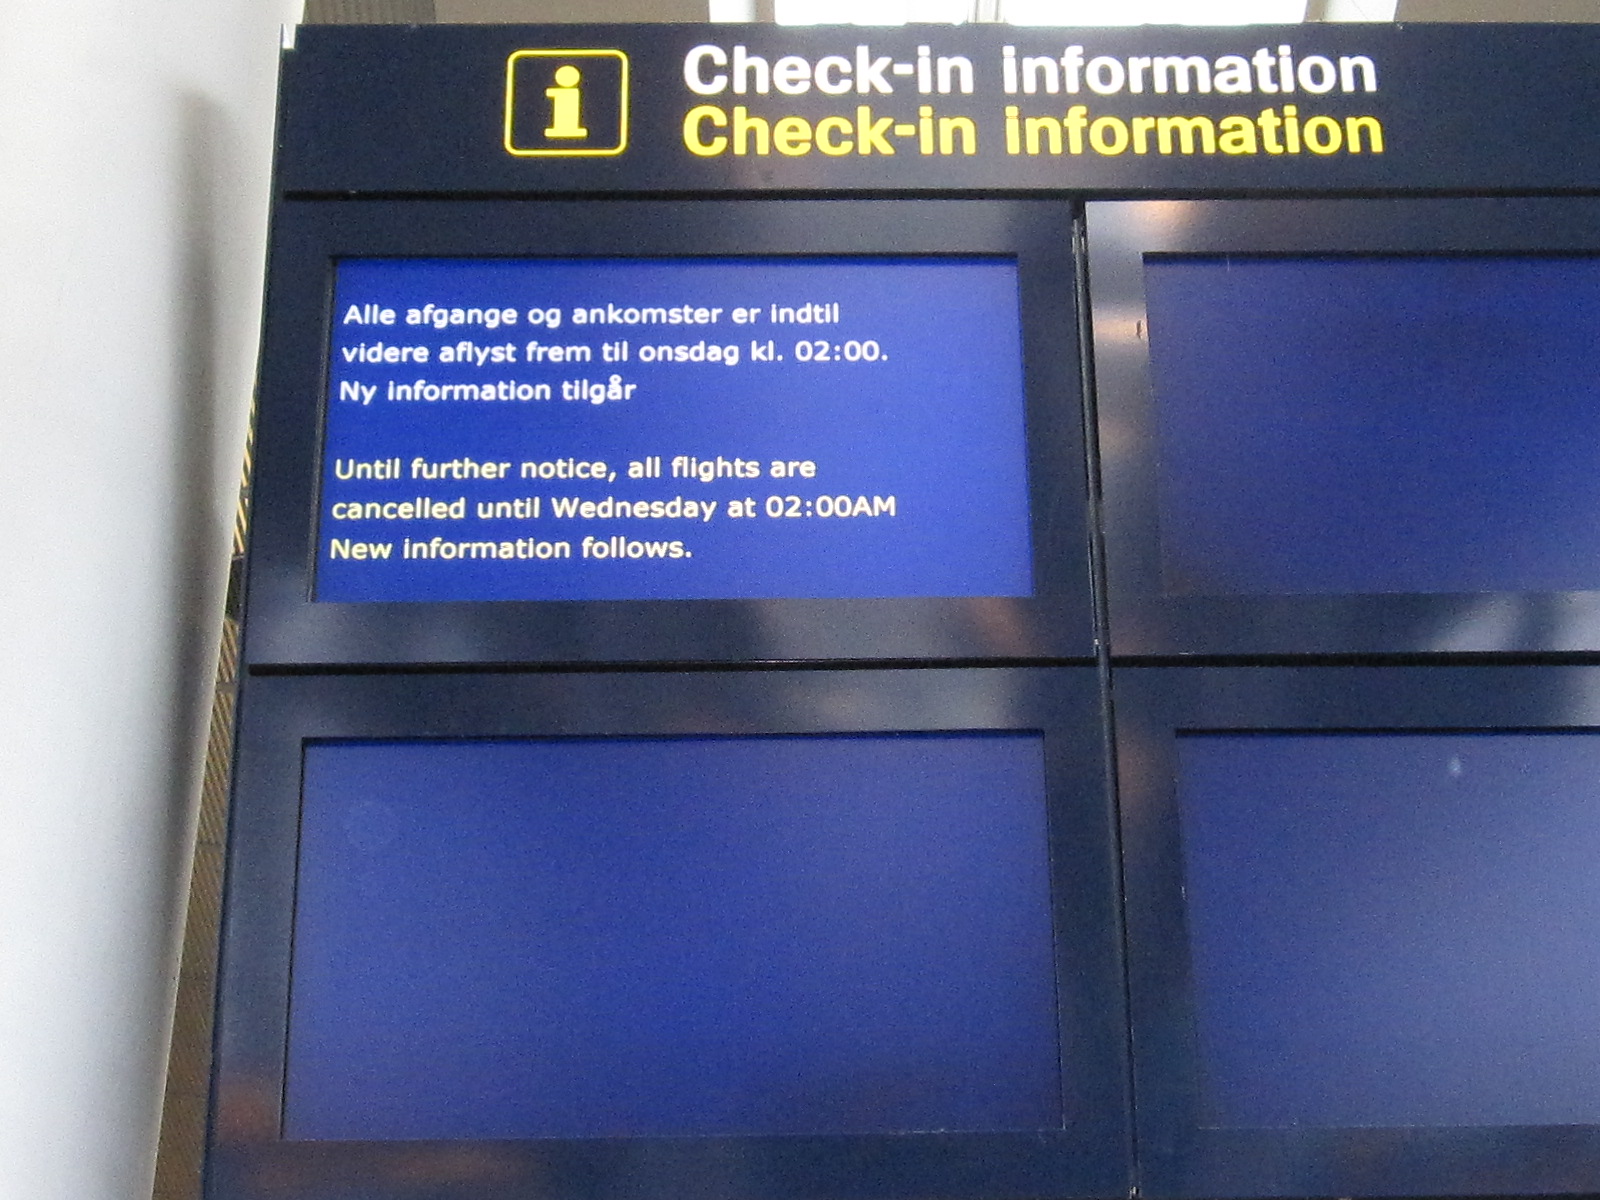 Check-in information
Check-in information
Alle afgange og ankomster er indtil
videre aflyst frem til onsdag kl. 02:00.
Ny information tilgår
Until further notice, all flights are
cancelled until Wednesday at 02:00AM
New information follows.